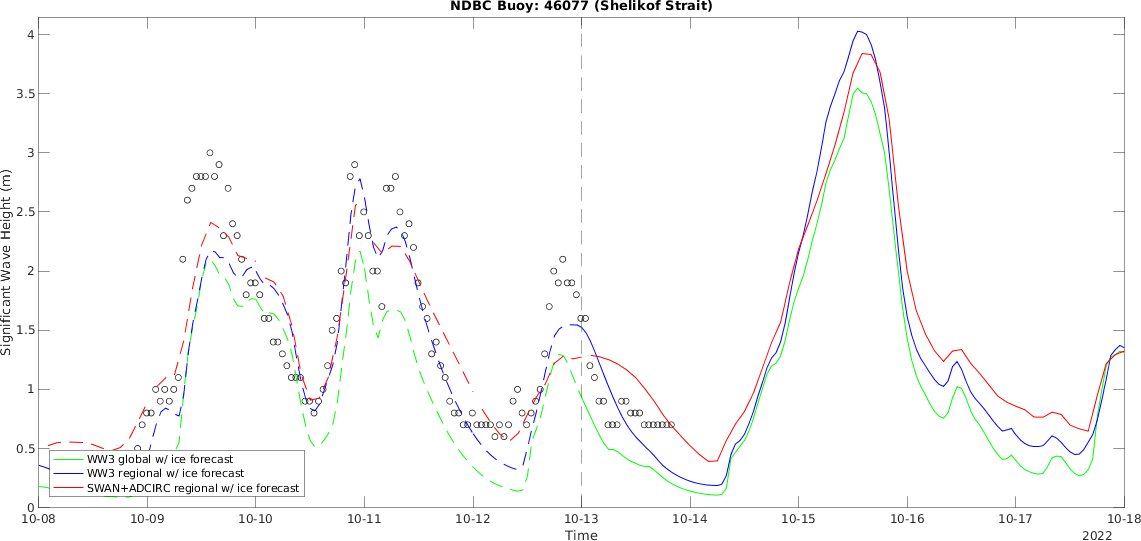 NDBC Buoy: 46077 (Shelikof Strait)
Significant Wave Height (m)
4
3.5
3
2.5
2
1.5
1
0.5
0
WW3 global w/ ice forecast
WW3 regional w/ ice forecast
SWAN+ADCIRC regional w/ ice forecast
10-08 10-09 10-10 10-11 10-12 10-13 10-14 10-15 10-16 10-17 10-18
Time
2022